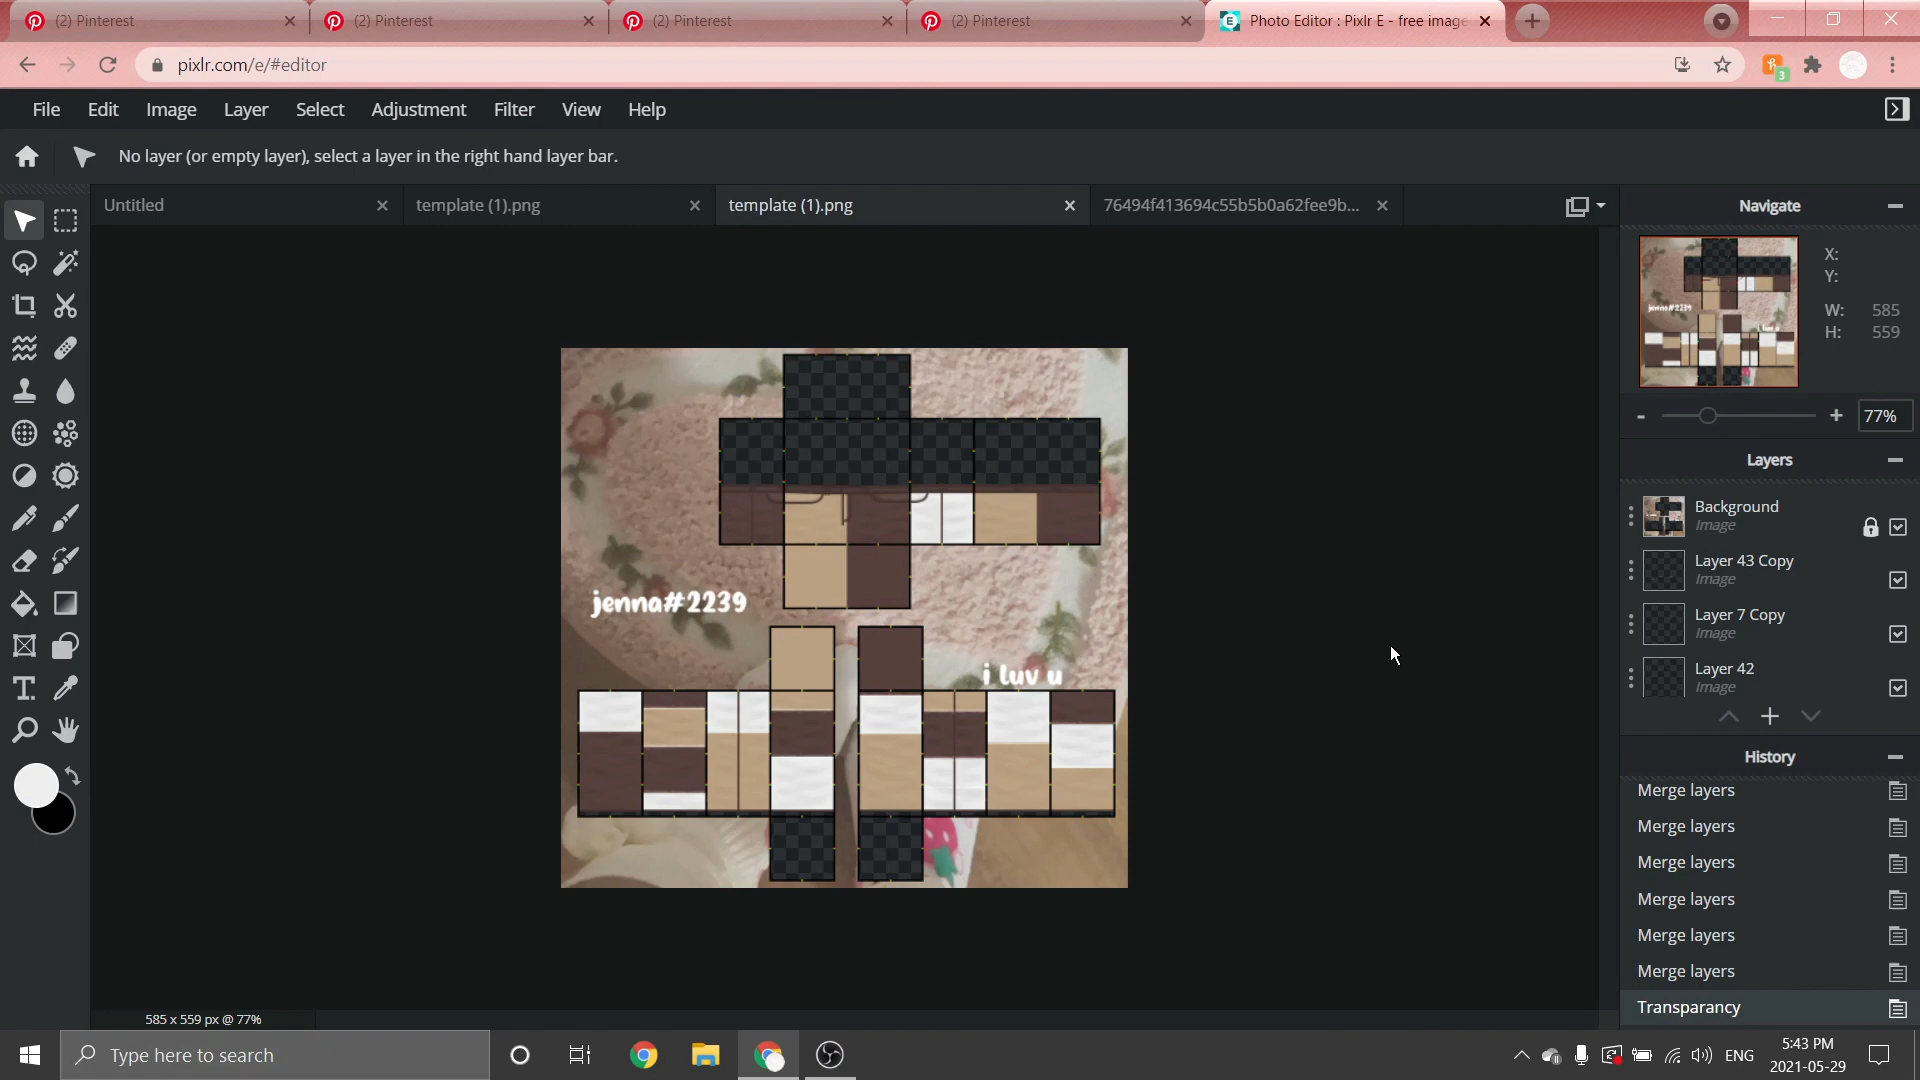 (2) Pinterest
(2) Pinterest
(2) Pinterest
(2) Pinterest
Photo Editor : Pixlr E - free image
pixlr.com/e/#editor
3
File Edit Image Layer Select Adjustment Filter View Help
No layer (or empty layer), select a layer in the right hand layer bar.
Untitled
template (1).png
template (1).png
76494f413694c55b5b0a62fee9b...
Navigate
X:
Y:
W: 585
H: 559
77%
Layers
Background
Image
Layer 43 Copy
Image
Layer 7 Copy
Image
Layer 42
Image
History
Merge layers
Merge layers
Merge layers
Merge layers
Merge layers
Merge layers
Transparancy
jenna#2239
i luv u
585 x 559 px @ 77%
Type here to search
ENG
5:43 PM
2021-05-29